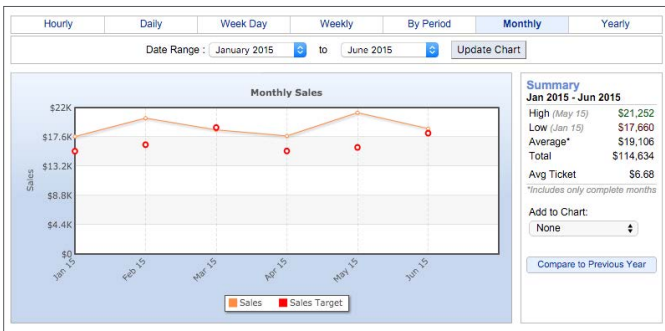 Hourly Daily Week Day Weekly By Period Monthly Yearly
Date Range : January 2015 to June 2015 Update Chart
Monthly Sales
$22K
$17.6K
$13.2K
$8.8K
$4.4K
$0
Sales
Jan 15 Feb 15 Mar 15 Apr 15 May 15 Jun 15
Sales Sales Target
Summary
Jan 2015 - Jun 2015
High (May 15) $21,252
Low (Jan 15) $17,660
Average* $19,106
Total $114,634
Avg Ticket $6.68
*Includes only complete months
Add to Chart:
None
Compare to Previous Year